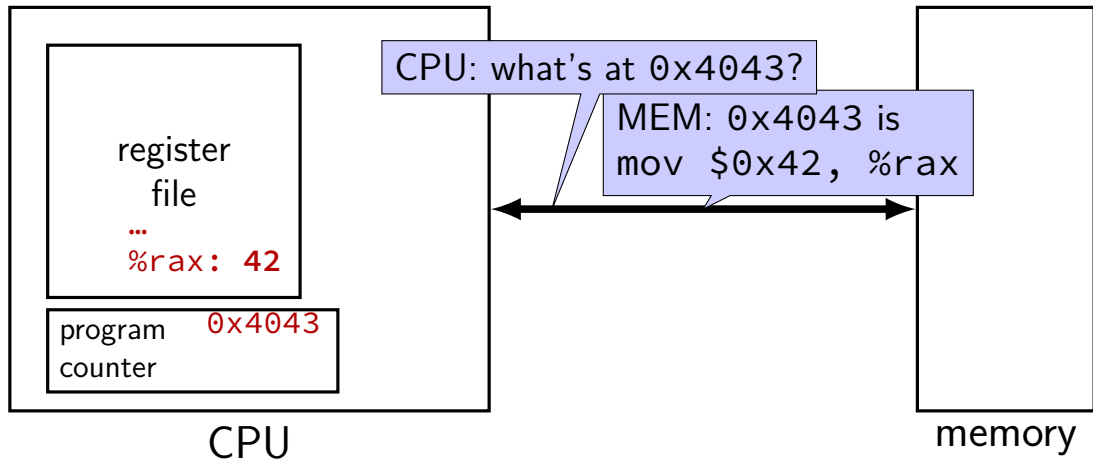 CPU: what's at 0x4043?
MEM: 0x4043 is
mov $0x42, %rax
register
file
…
%rax: 42
program 0x4043
counter
CPU
memory